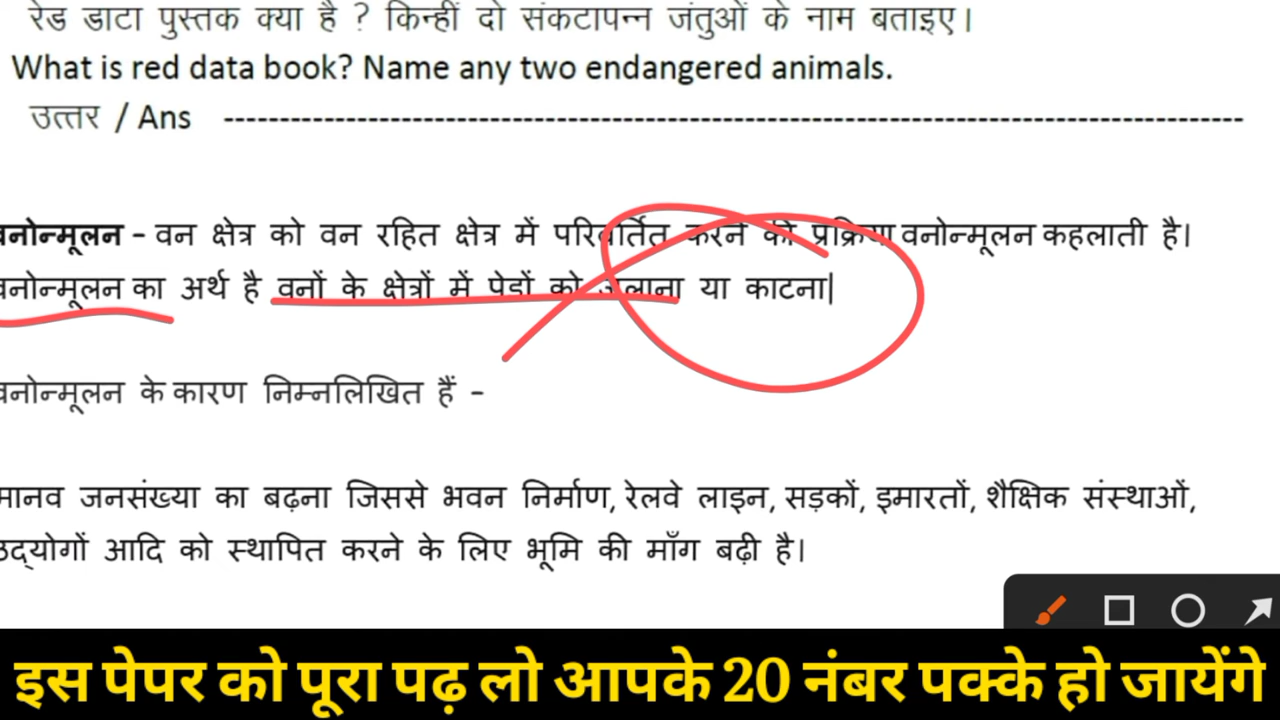 रेड डाटा पुस्तक क्या है ? किन्हीं दो संकटापन्न जंतुओं के नाम बताइए।
What is red data book? Name any two endangered animals.
उत्तर / Ans ------------------------------------------------------------------------------------------
वनोन्मूलन - वन क्षेत्र को वन रहित क्षेत्र में परिवर्तित करने की प्रक्रिया वनोन्मूलन कहलाती है।
वनोन्मूलन का अर्थ है वनों के क्षेत्रों में पेडों को जलाना या काटना|
वनोन्मूलन के कारण निम्नलिखित हैं -
मानव जनसंख्या का बढ़ना जिससे भवन निर्माण, रेलवे लाइन, सड़कों, इमारतों, शैक्षिक संस्थाओं,
उद्योगों आदि को स्थापित करने के लिए भूमि की माँग बढ़ी है।
इस पेपर को पूरा पढ़ लो आपके 20 नंबर पक्के हो जायेंगे